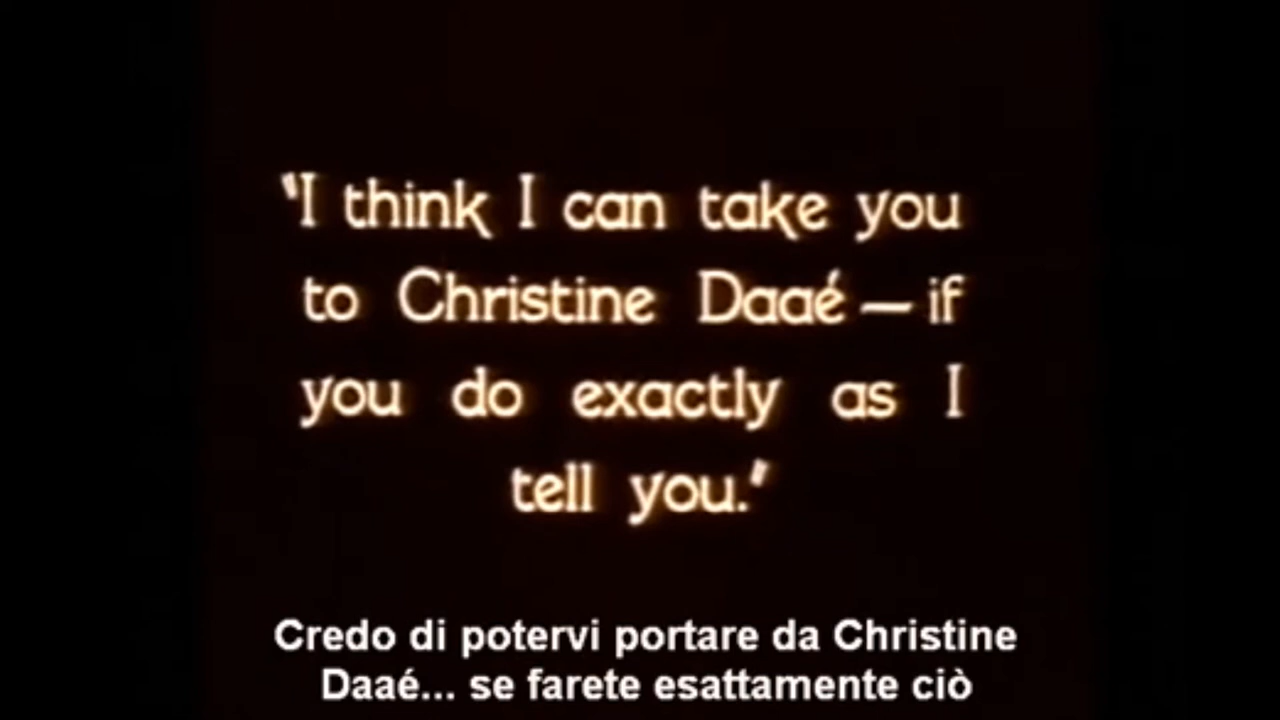 "I think I can take you
to Christine Daaé — if
you do exactly as I
tell you."
Credo di potervi portare da Christine
Daaé... se farete esattamente ciò